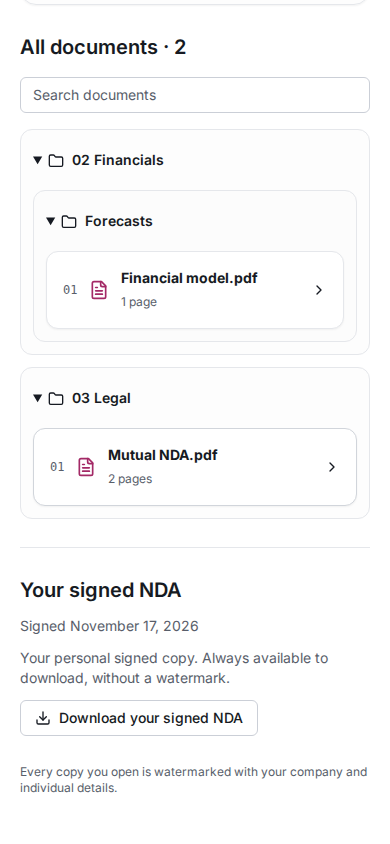 All documents · 2
Search documents
02 Financials
Forecasts
01
Financial model.pdf
1 page
03 Legal
01
Mutual NDA.pdf
2 pages
Your signed NDA
Signed November 17, 2026
Your personal signed copy. Always available to
download, without a watermark.
Download your signed NDA
Every copy you open is watermarked with your company and
individual details.